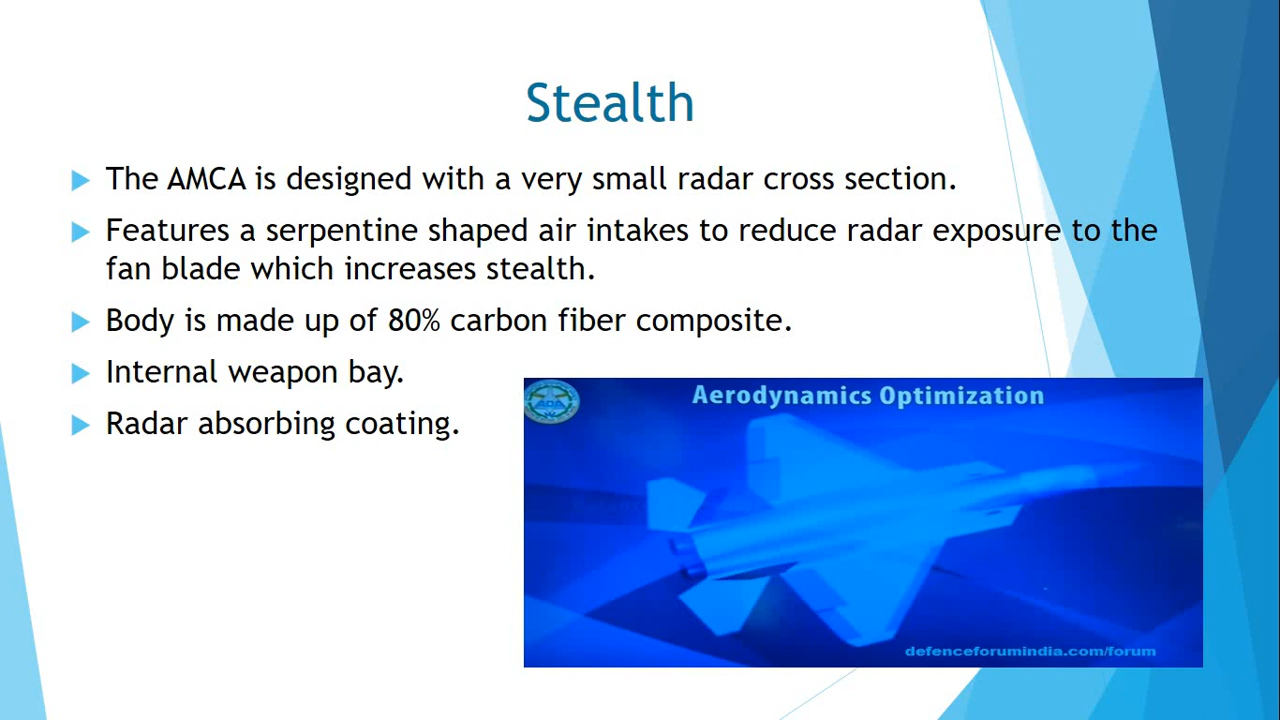 Stealth
The AMCA is designed with a very small radar cross section.
Features a serpentine shaped air intakes to reduce radar exposure to the
fan blade which increases stealth.
Body is made up of 80% carbon fiber composite.
Internal weapon bay.
Radar absorbing coating.
Aerodynamics Optimization
ADA
defenceforumindia.com/forum